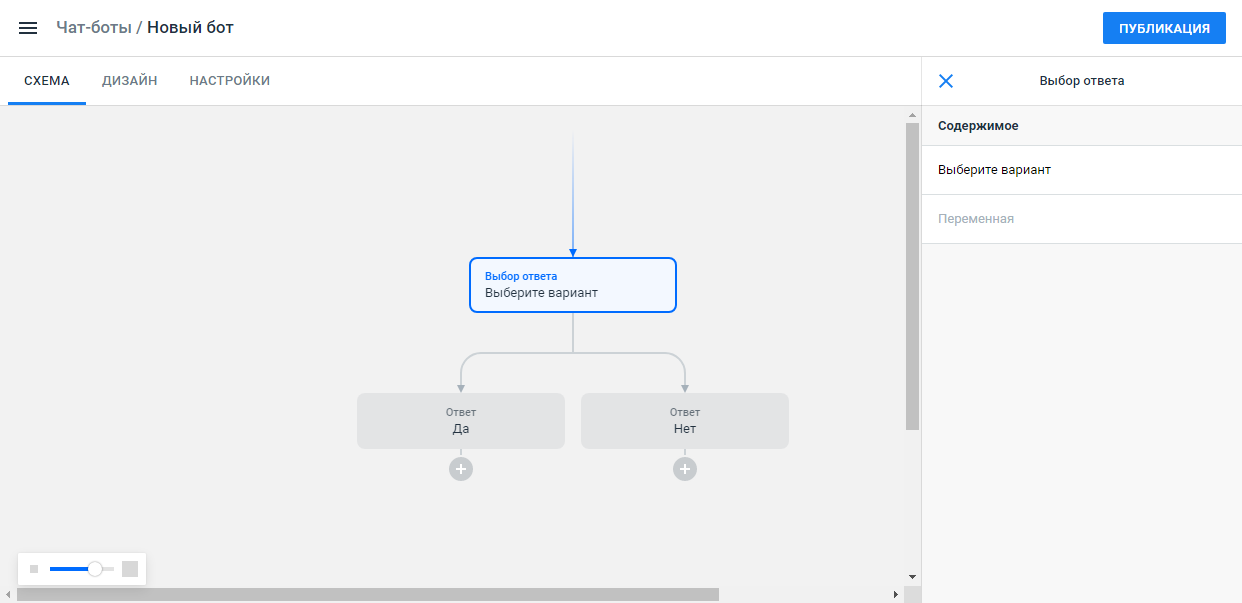 Чат-боты / Новый бот
ПУБЛИКАЦИЯ
СХЕМА ДИЗАЙН НАСТРОЙКИ
Выбор ответа
Содержимое
Выберите вариант
Переменная
Выбор ответа
Выберите вариант
Ответ
Да
Ответ
Нет